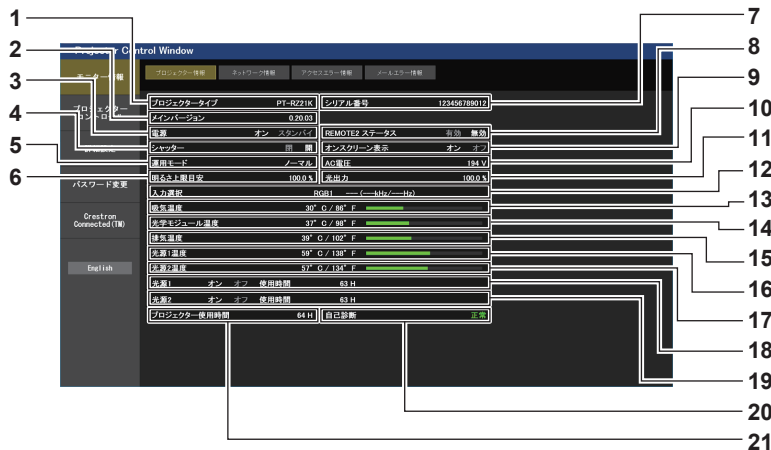 1
2
3
4
5
6
7
8
9
10
11
12
13
14
15
16
17
18
19
20
21
Projector Control Window
モニター情報
プロジェクター
コントロール
パスワード変更
Crestron
Connected(TM)
English
プロジェクター情報 ネットワーク情報 アクセスエラー情報 メールエラー情報
プロジェクタータイプ PT-RZ21K シリアル番号 123456789012
メインバージョン 0.20.03
電源 オン スタンバイ REMOTE2 ステータス 有効 無効
シャッター 閉 開 オンスクリーン表示 オン オフ
運用モード ノーマル AC電圧 194 V
明るさ上限目安 100.0 % 光出力 100.0 %
入力選択 RGB1 ---(---kHz/---Hz)
吸気温度 30° C / 86° F
光学モジュール温度 37° C / 98° F
排気温度 39° C / 102° F
光源1温度 59° C / 138° F
光源2温度 57° C / 134° F
光源1 オン オフ 使用時間 63 H
光源2 オン オフ 使用時間 63 H
プロジェクター使用時間 64 H 自己診断 正常